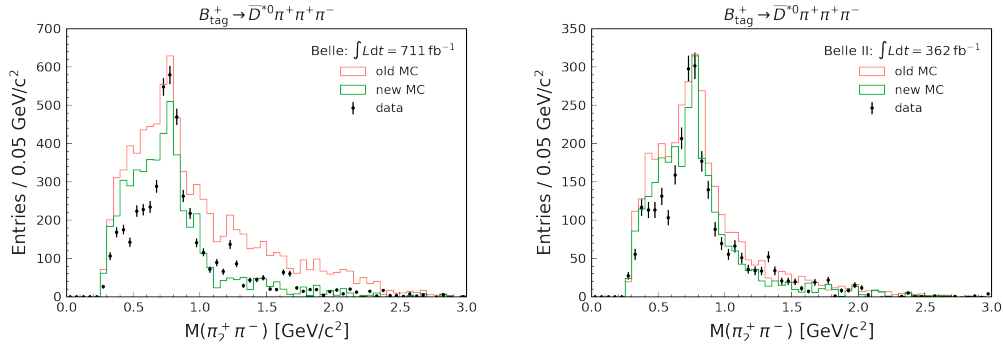 B⁺tag → D̅*⁰π⁺π⁺π⁻
Entries / 0.05 GeV/c²
700
600
500
400
300
200
100
0
Belle: ∫Ldt = 711 fb⁻¹
old MC
new MC
data
0.0 0.5 1.0 1.5 2.0 2.5 3.0
M(π₂⁺π⁻) [GeV/c²]
B⁺tag → D̅*⁰π⁺π⁺π⁻
Entries / 0.05 GeV/c²
350
300
250
200
150
100
50
0
Belle II: ∫Ldt = 362 fb⁻¹
old MC
new MC
data
0.0 0.5 1.0 1.5 2.0 2.5 3.0
M(π₂⁺π⁻) [GeV/c²]